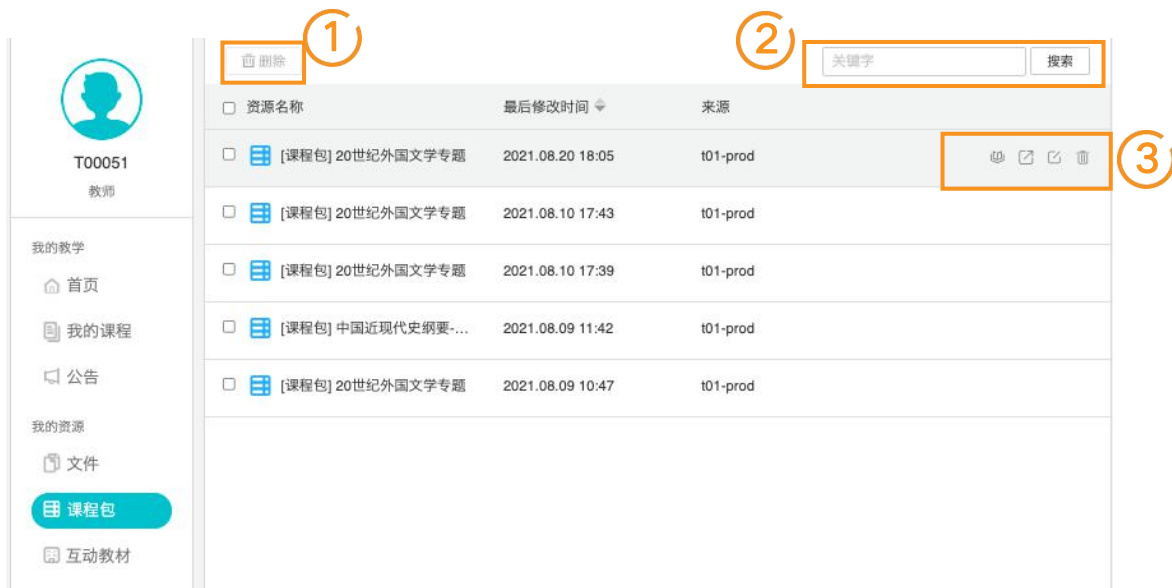 ①
②
③
删除
关键字
搜索
T00051
教师
我的教学
首页
我的课程
公告
我的资源
文件
课程包
互动教材
资源名称 最后修改时间 来源
[课程包] 20世纪外国文学专题 2021.08.20 18:05 t01-prod
[课程包] 20世纪外国文学专题 2021.08.10 17:43 t01-prod
[课程包] 20世纪外国文学专题 2021.08.10 17:39 t01-prod
[课程包] 中国近现代史纲要-... 2021.08.09 11:42 t01-prod
[课程包] 20世纪外国文学专题 2021.08.09 10:47 t01-prod